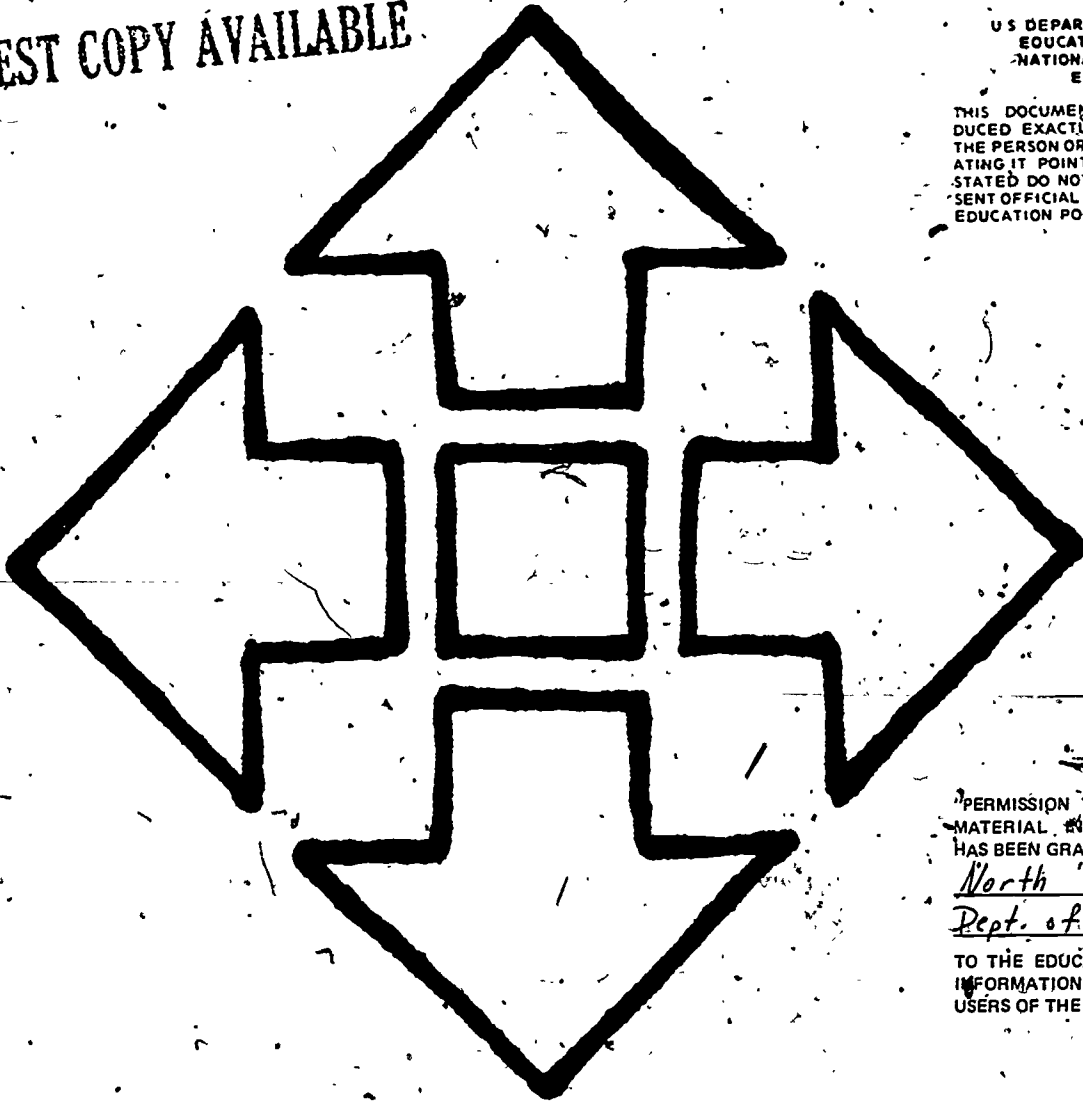 EST COPY AVAILABLE
U S DEPAR
EDUCAT
NATION
E
THIS DOCUMEN
DUCED EXACTL
THE PERSON OR
ATING IT POINT
STATED DO NO
SENT OFFICIAL
EDUCATION PO
"PERMISSION
MATERIAL
HAS BEEN GRA
North
Dept. of
TO THE EDUC
INFORMATION
USERS OF THE